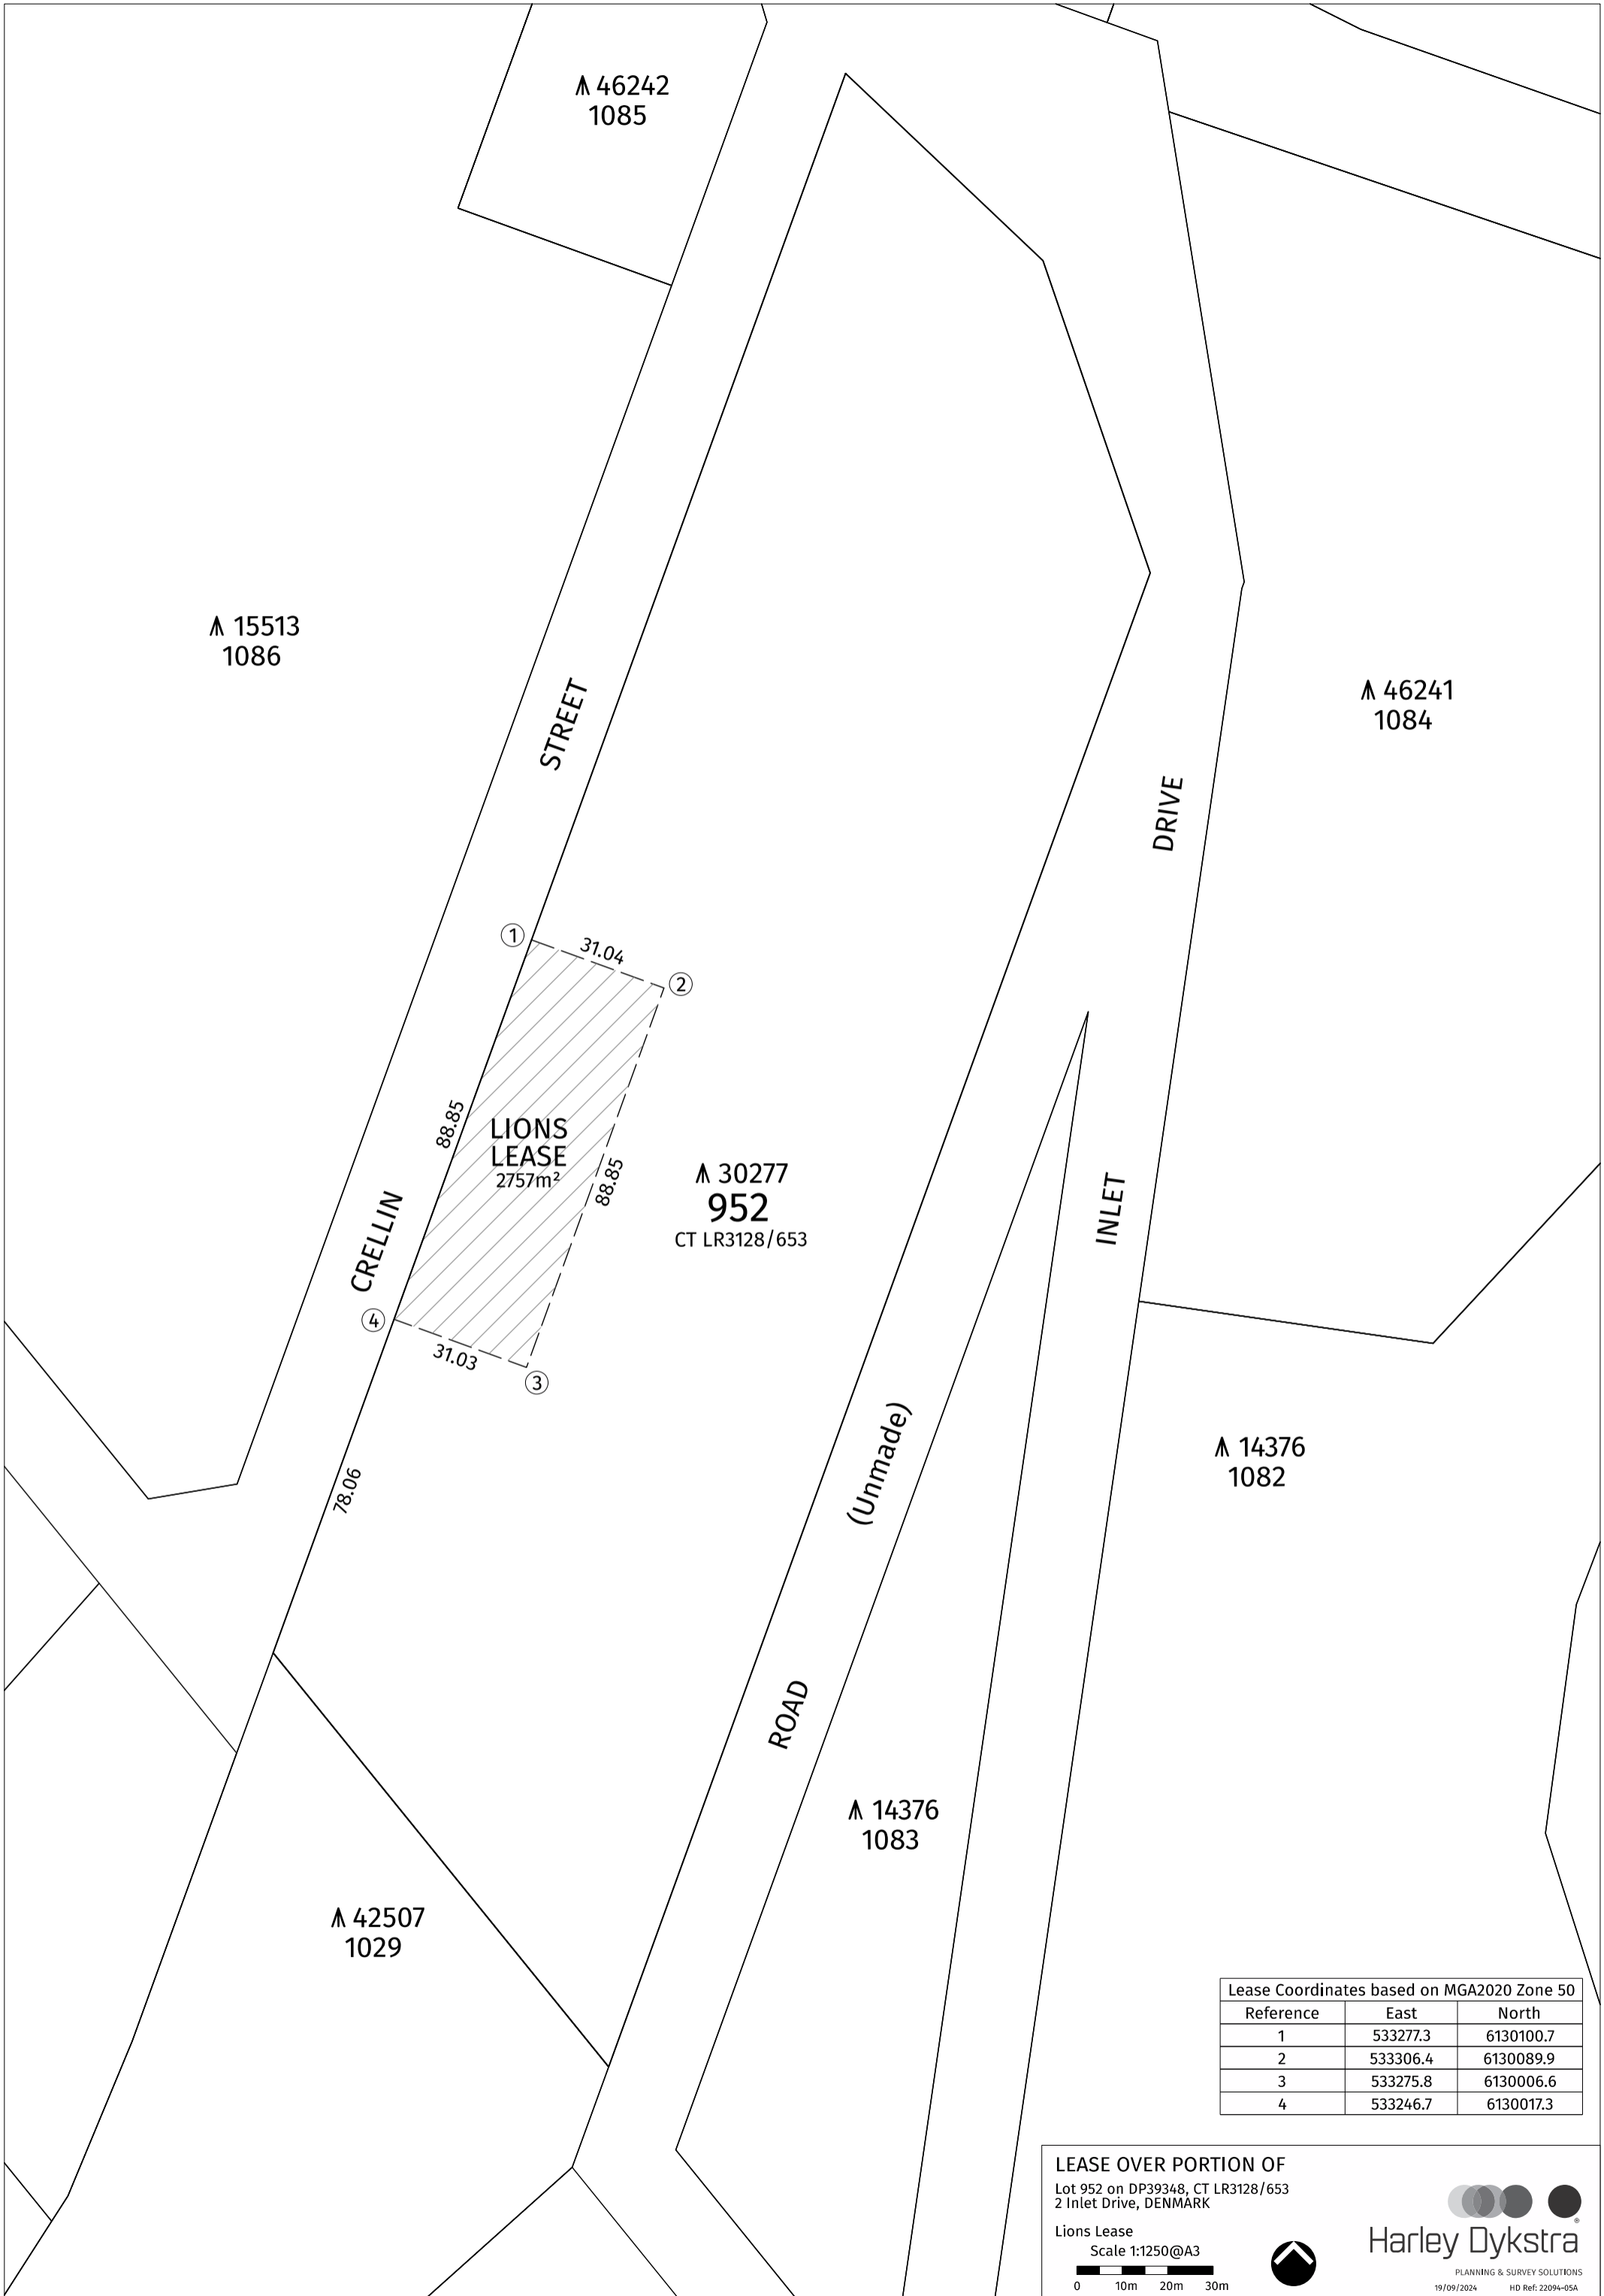 46242
1085
15513
1086
STREET
46241
1084
DRIVE
1
31.04
2
88.85
LIONS
LEASE
2757m²
88.85
30277
952
CT LR3128/653
INLET
CRELLIN
4
31.03
3
(Unmade)
14376
1082
78.06
ROAD
14376
1083
42507
1029
Lease Coordinates based on MGA2020 Zone 50
Reference East North
1 533277.3 6130100.7
2 533306.4 6130089.9
3 533275.8 6130006.6
4 533246.7 6130017.3
LEASE OVER PORTION OF
Lot 952 on DP39348, CT LR3128/653
2 Inlet Drive, DENMARK
Lions Lease
Scale 1:1250@A3
0 10m 20m 30m
Harley Dykstra®
PLANNING & SURVEY SOLUTIONS
19/09/2024 HD Ref: 22094-05A